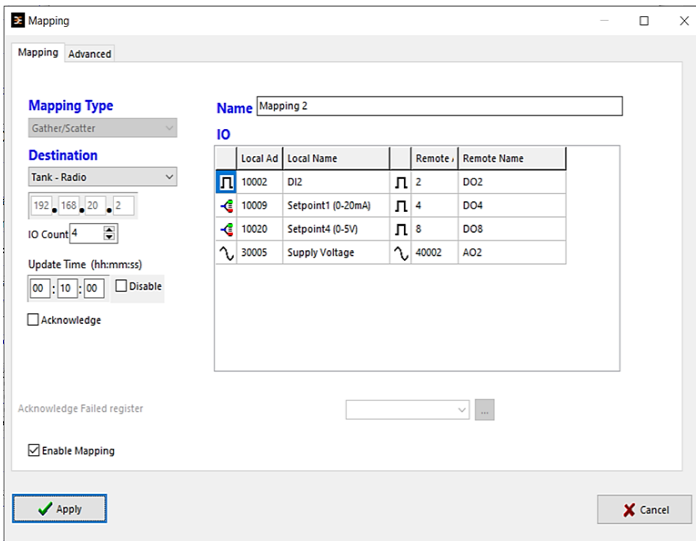 Mapping
Mapping Advanced
Mapping Type
Gather/Scatter
Destination
Tank - Radio
192 . 168 . 20 . 2
IO Count 4
Update Time (hh:mm:ss)
00 : 10 : 00 Disable
Acknowledge
Name Mapping 2
IO
Local Ad Local Name Remote Remote Name
10002 DI2 2 DO2
10009 Setpoint1 (0-20mA) 4 DO4
10020 Setpoint4 (0-5V) 8 DO8
30005 Supply Voltage 40002 AO2
Acknowledge Failed register ...
Enable Mapping
Apply Cancel